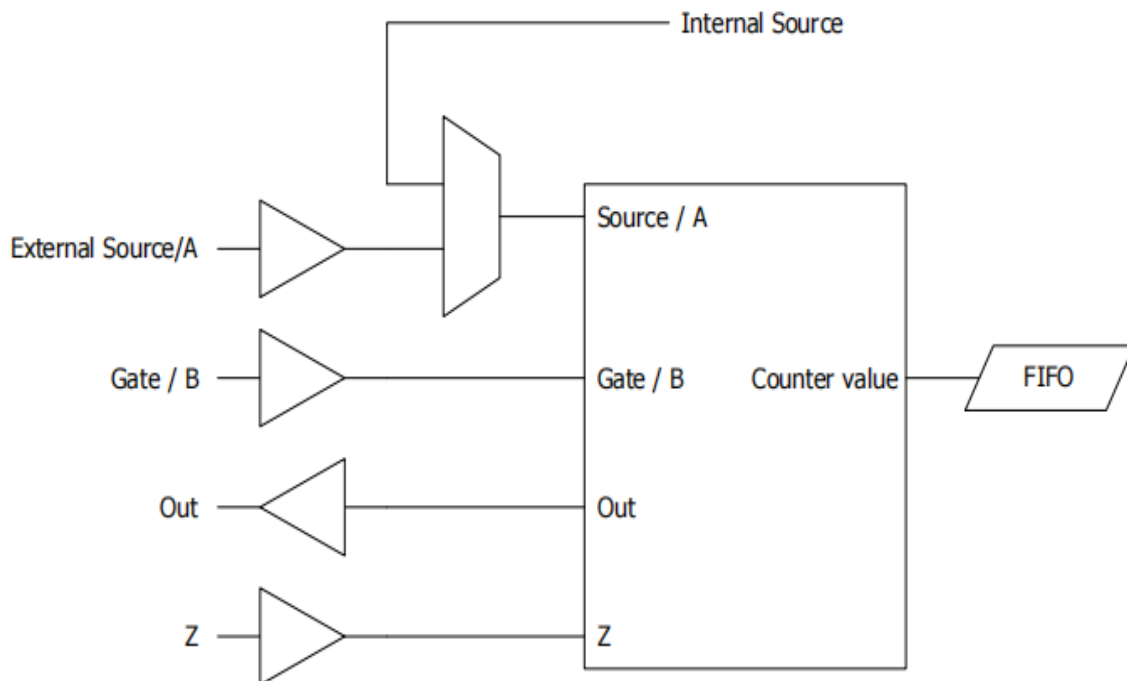 Internal Source
Source / A
External Source/A
Gate / B
Gate / B
Counter value
FIFO
Out
Out
Z
Z